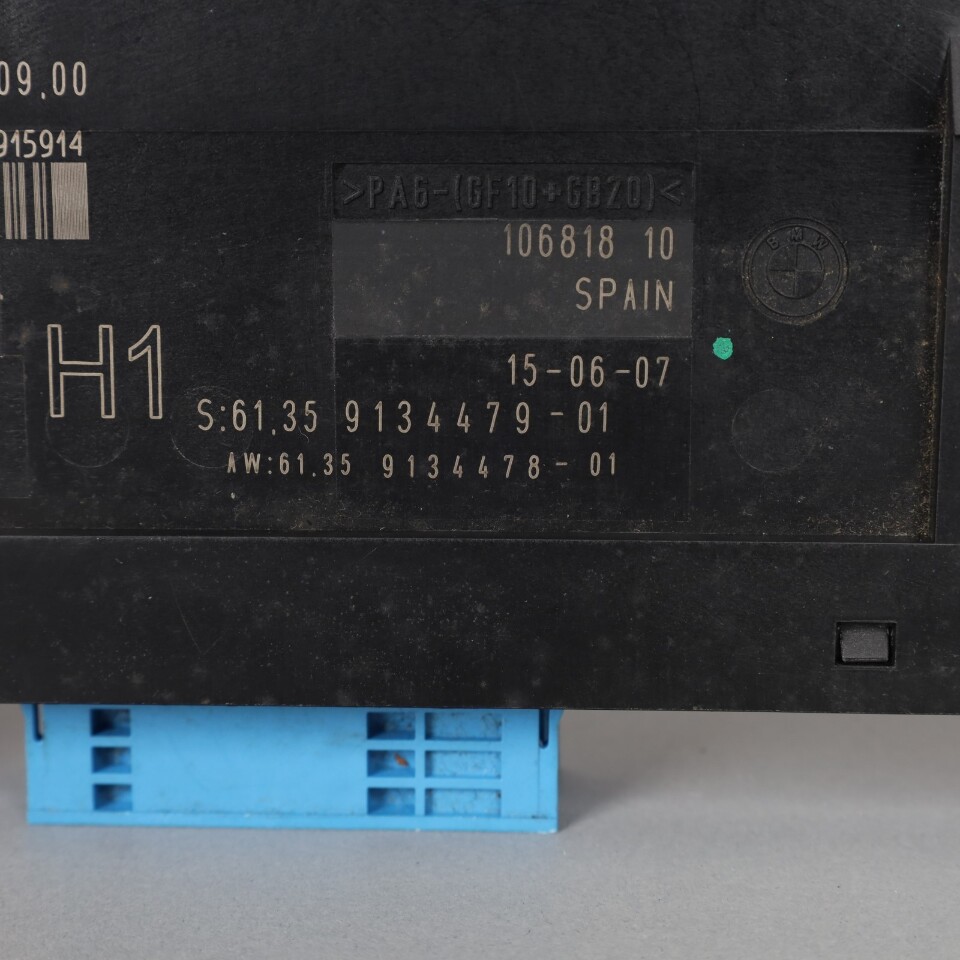 09.00
915914
>PA6-(GF10+GB20)<
106818 10
SPAIN
BMW
H1
15-06-07
S:61.35 9134479-01
AW:61.35 9134478-01